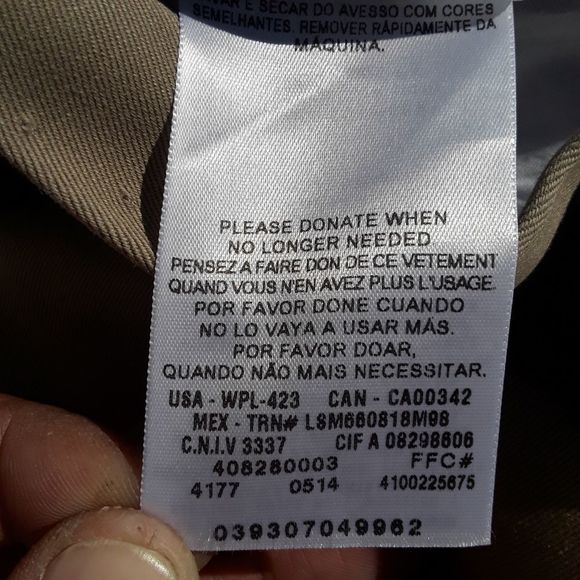 LAVAR E SECAR DO AVESSO COM CORES
SEMELHANTES. REMOVER RÁPIDAMENTE DA
MÁQUINA.
PLEASE DONATE WHEN
NO LONGER NEEDED
PENSEZ A FAIRE DON DE CE VETEMENT
QUAND VOUS N'EN AVEZ PLUS L'USAGE.
POR FAVOR DONE CUANDO
NO LO VAYA A USAR MÁS.
POR FAVOR DOAR,
QUANDO NÃO MAIS NECESSITAR.
USA - WPL-423 CAN - CA00342
MEX - TRN# LSM660818M98
C.N.I.V 3337 CIF A 08298606
408280003 FFC#
4177 0514 4100225675
039307049962